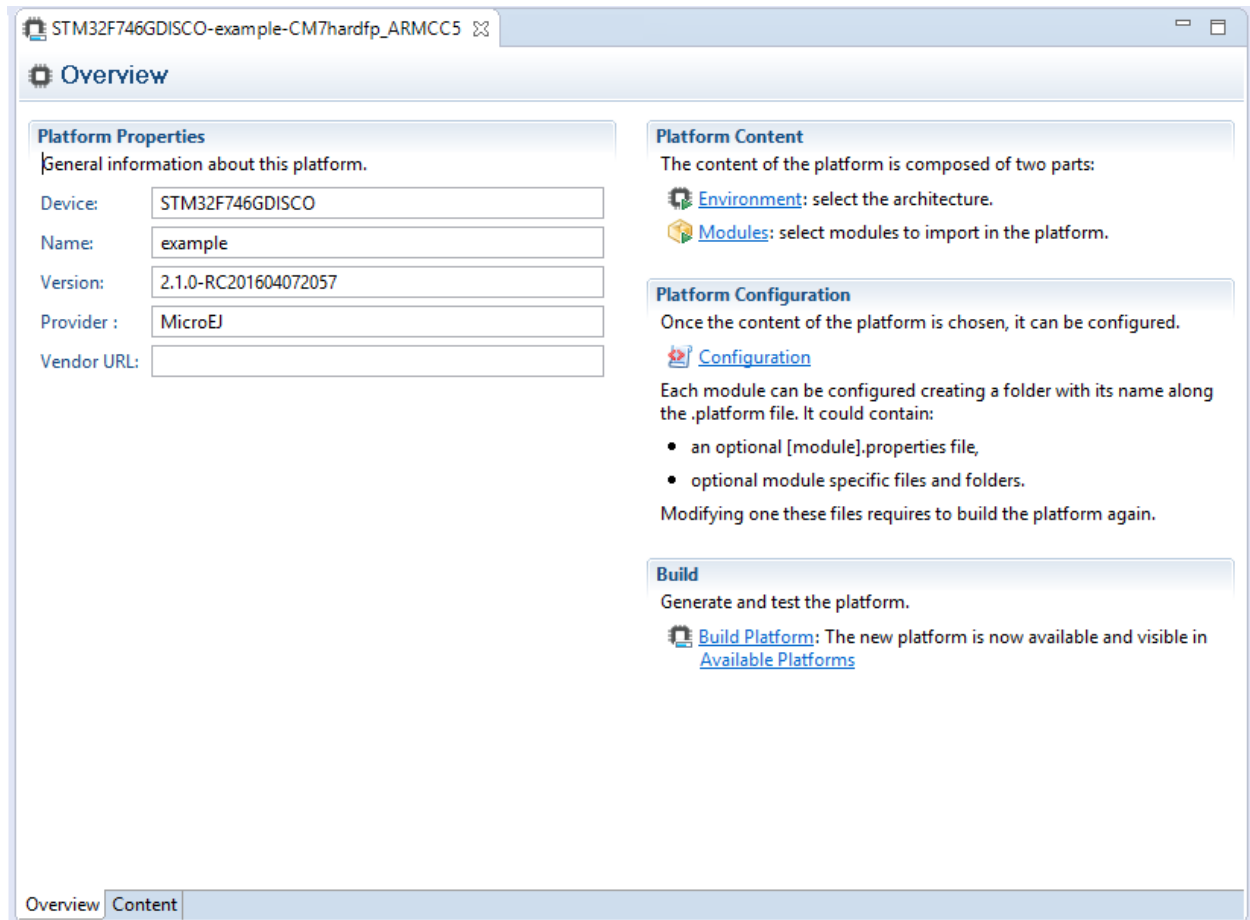 STM32F746GDISCO-example-CM7hardfp_ARMCC5
Overview
Platform Properties
General information about this platform.
Device: STM32F746GDISCO
Name: example
Version: 2.1.0-RC201604072057
Provider : MicroEJ
Vendor URL:
Platform Content
The content of the platform is composed of two parts:
Environment: select the architecture.
Modules: select modules to import in the platform.
Platform Configuration
Once the content of the platform is chosen, it can be configured.
Configuration
Each module can be configured creating a folder with its name along
the .platform file. It could contain:
• an optional [module].properties file,
• optional module specific files and folders.
Modifying one these files requires to build the platform again.
Build
Generate and test the platform.
Build Platform: The new platform is now available and visible in
Available Platforms
Overview Content